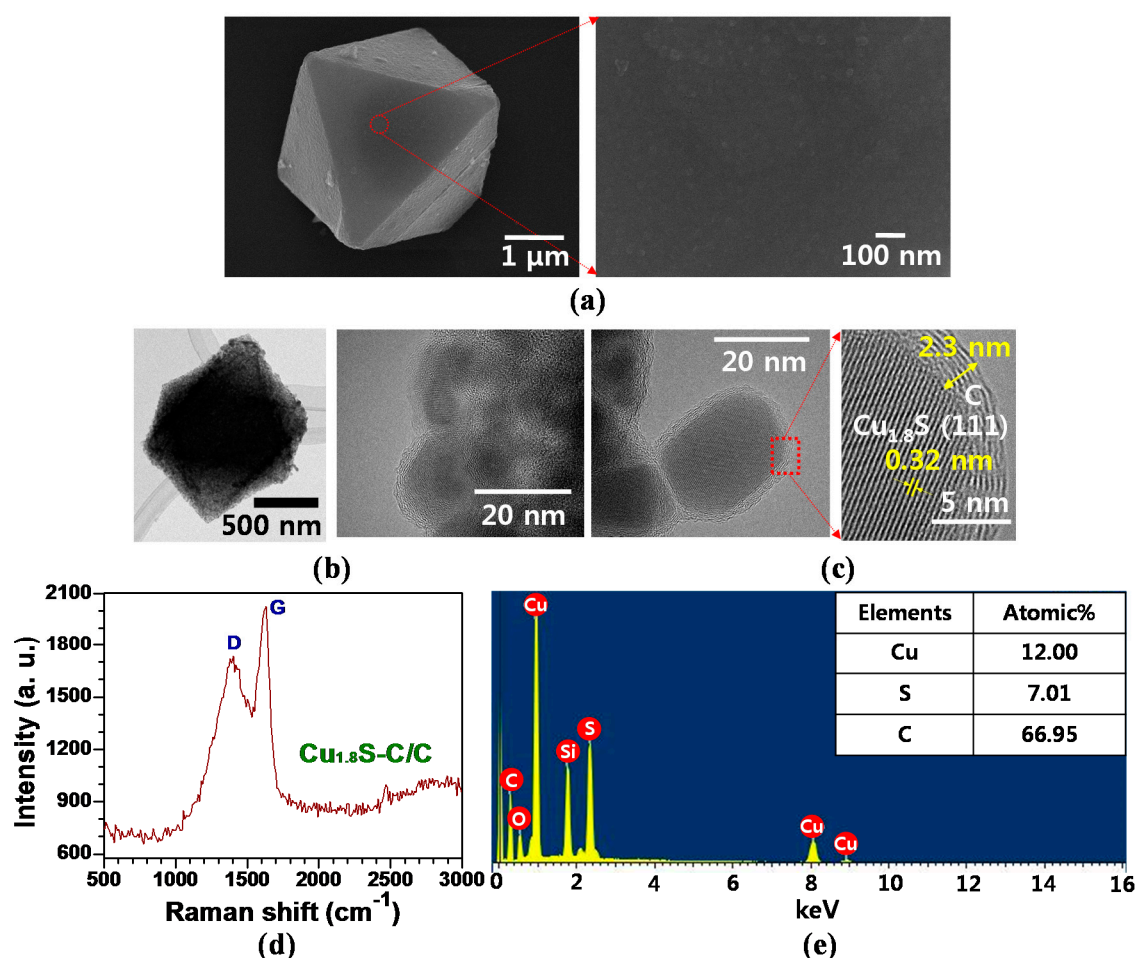 1 μm
100 nm
(a)
500 nm
20 nm
20 nm
2.3 nm
C
Cu1.8S (111)
0.32 nm
5 nm
(b)
(c)
2100
1800
1500
1200
900
600
Intensity (a. u.)
D
G
Cu1.8S-C/C
500
1000
1500
2000
2500
3000
Raman shift (cm-1)
(d)
Cu
C
O
Si
S
Cu
Cu
Elements Atomic%
Cu 12.00
S 7.01
C 66.95
0 2 4 6 8 10 12 14 16
keV
(e)